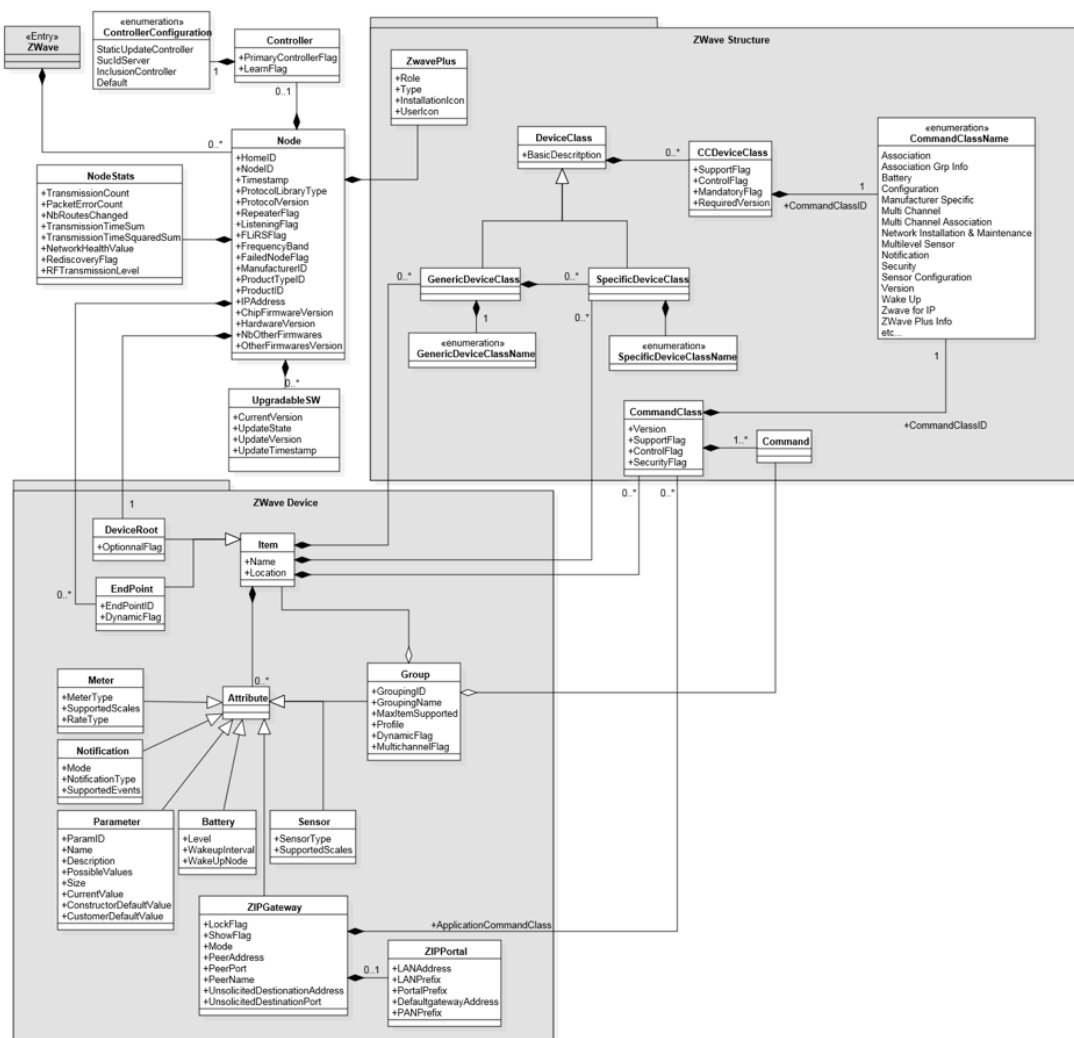 «Entry»
ZWave
«enumeration»
ControllerConfiguration
StaticUpdateController
SucIdServer
InclusionController
Default
1
Controller
+PrimaryControllerFlag
+LearnFlag
0..1
0..*
Node
+HomeID
+NodeID
+Timestamp
+ProtocolLibraryType
+ProtocolVersion
+RepeaterFlag
+ListeningFlag
+FLiRSFlag
+FrequencyBand
+FailedNodeFlag
+ManufacturerID
+ProductTypeID
+ProductID
+IPAddress
+ChipFirmwareVersion
+HardwareVersion
+NbOtherFirmwares
+OtherFirmwaresVersion
NodeStats
+TransmissionCount
+PacketErrorCount
+NbRoutesChanged
+TransmissionTimeSum
+TransmissionTimeSquaredSum
+NetworkHealthValue
+RediscoveryFlag
+RFTransmissionLevel
0..*
UpgradableSW
+CurrentVersion
+UpdateState
+UpdateVersion
+UpdateTimestamp
ZWave Structure
ZwavePlus
+Role
+Type
+InstallationIcon
+UserIcon
DeviceClass
+BasicDescritption
0..*
CCDeviceClass
+SupportFlag
+ControlFlag
+MandatoryFlag
+RequiredVersion
1
+CommandClassID
«enumeration»
CommandClassName
Association
Association Grp Info
Battery
Configuration
Manufacturer Specific
Multi Channel
Multi Channel Association
Network Installation & Maintenance
Multilevel Sensor
Notification
Security
Sensor Configuration
Version
Wake Up
Zwave for IP
ZWave Plus Info
etc...
1
0..*
GenericDeviceClass
0..*
SpecificDeviceClass
0..*
1
«enumeration»
GenericDeviceClassName
«enumeration»
SpecificDeviceClassName
CommandClass
+Version
+SupportFlag
+ControlFlag
+SecurityFlag
+CommandClassID
1..*
Command
0..*
0..*
ZWave Device
1
DeviceRoot
+OptionnalFlag
Item
+Name
+Location
0..*
EndPoint
+EndPointID
+DynamicFlag
0..*
Attribute
Meter
+MeterType
+SupportedScales
+RateType
Group
+GroupingID
+GroupingName
+MaxItemSupported
+Profile
+DynamicFlag
+MultichannelFlag
Notification
+Mode
+NotificationType
+SupportedEvents
Parameter
+ParamID
+Name
+Description
+PossibleValues
+Size
+CurrentValue
+ConstructorDefaultValue
+CustomerDefaultValue
Battery
+Level
+WakeupInterval
+WakeUpNode
Sensor
+SensorType
+SupportedScales
ZIPGateway
+LockFlag
+ShowFlag
+Mode
+PeerAddress
+PeerPort
+PeerName
+UnsolicitedDestionationAddress
+UnsolicitedDestinationPort
+ApplicationCommandClass
0..1
ZIPPortal
+LANAddress
+LANPrefix
+PortalPrefix
+DefaultgatewayAddress
+PANPrefix